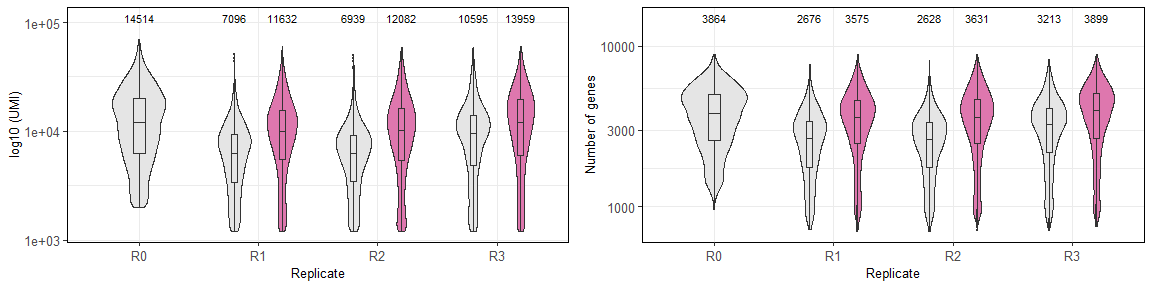 14514 7096 11632 6939 12082 10595 13959
1e+05
1e+04
1e+03
log10 (UMI)
R0 R1 R2 R3
Replicate
3864 2676 3575 2628 3631 3213 3899
10000
3000
1000
Number of genes
R0 R1 R2 R3
Replicate